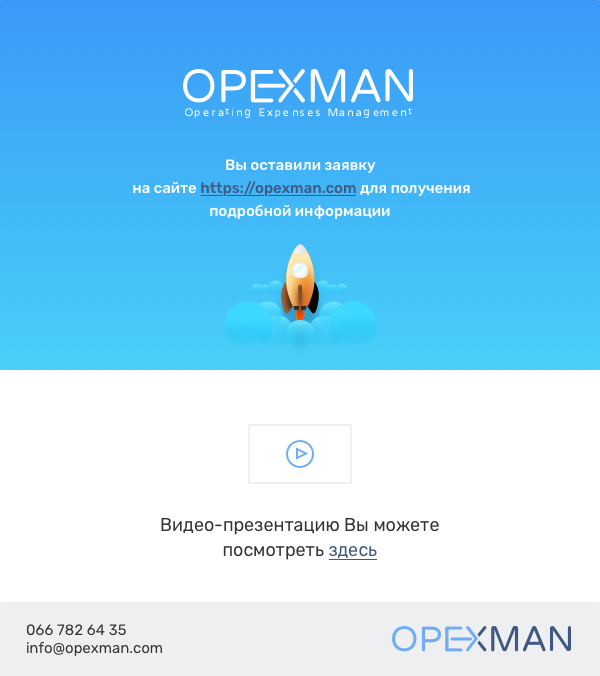 OPEXMAN
Operating Expenses Management
Вы оставили заявку
на сайте https://opexman.com для получения
подробной информации
Видео-презентацию Вы можете
посмотреть здесь
066 782 64 35
info@opexman.com
OPEXMAN